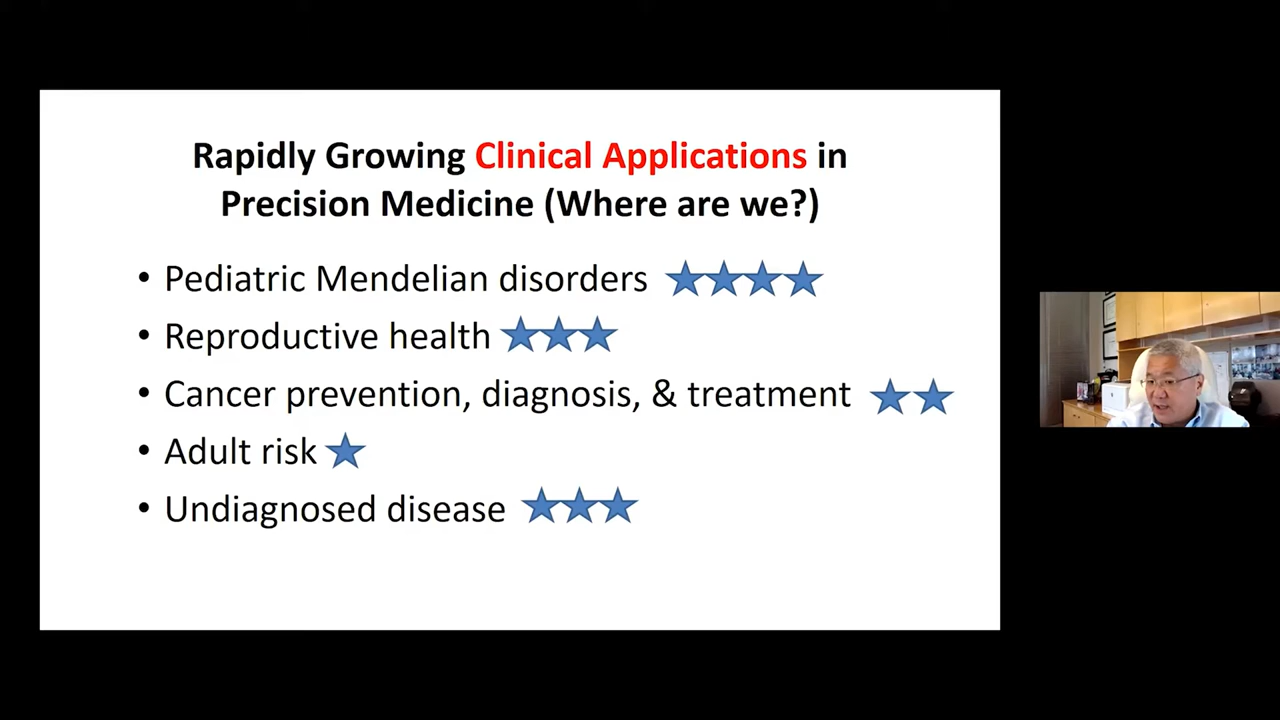 Rapidly Growing Clinical Applications in
Precision Medicine (Where are we?)
• Pediatric Mendelian disorders
• Reproductive health
• Cancer prevention, diagnosis, & treatment
• Adult risk
• Undiagnosed disease